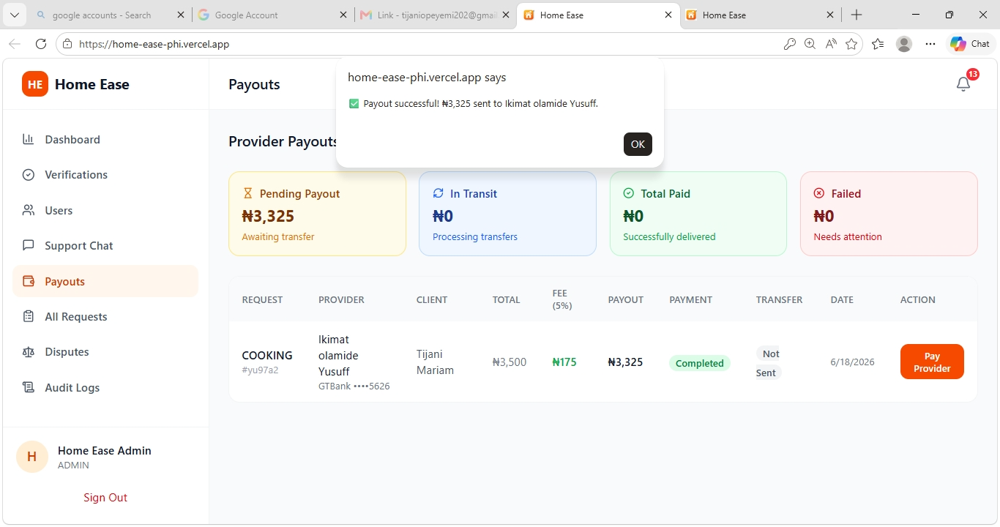 google accounts - Search
Google Account
Link - tijaniopeyemi202@gmai
Home Ease
Home Ease
https://home-ease-phi.vercel.app
Chat
HE Home Ease
Payouts
13
home-ease-phi.vercel.app says
✅ Payout successful! ₦3,325 sent to Ikimat olamide Yusuff.
OK
Dashboard
Verifications
Users
Support Chat
Payouts
All Requests
Disputes
Audit Logs
H
Home Ease Admin
ADMIN
Sign Out
Provider Payouts
Pending Payout
₦3,325
Awaiting transfer
In Transit
₦0
Processing transfers
Total Paid
₦0
Successfully delivered
Failed
₦0
Needs attention
REQUEST PROVIDER CLIENT TOTAL FEE (5%) PAYOUT PAYMENT TRANSFER DATE ACTION
COOKING
#yu97a2
Ikimat
olamide
Yusuff
GTBank ••••5626
Tijani
Mariam
₦3,500
₦175
₦3,325
Completed
Not
Sent
6/18/2026
Pay
Provider